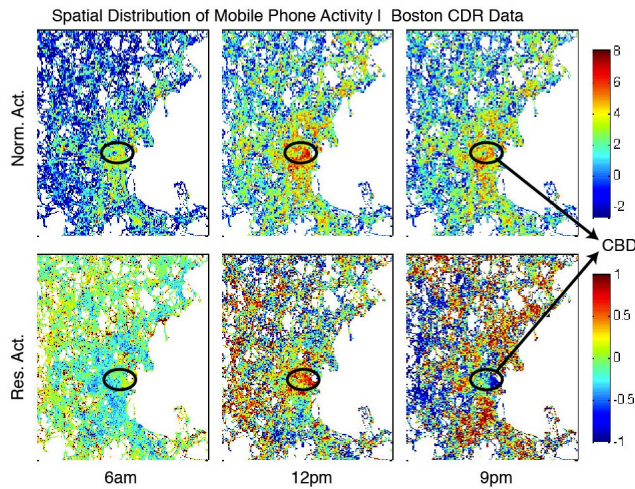 Spatial Distribution of Mobile Phone Activity | Boston CDR Data
Norm. Act.
8
6
4
2
0
-2
CBD
Res. Act.
1
0.5
0
-0.5
-1
6am
12pm
9pm